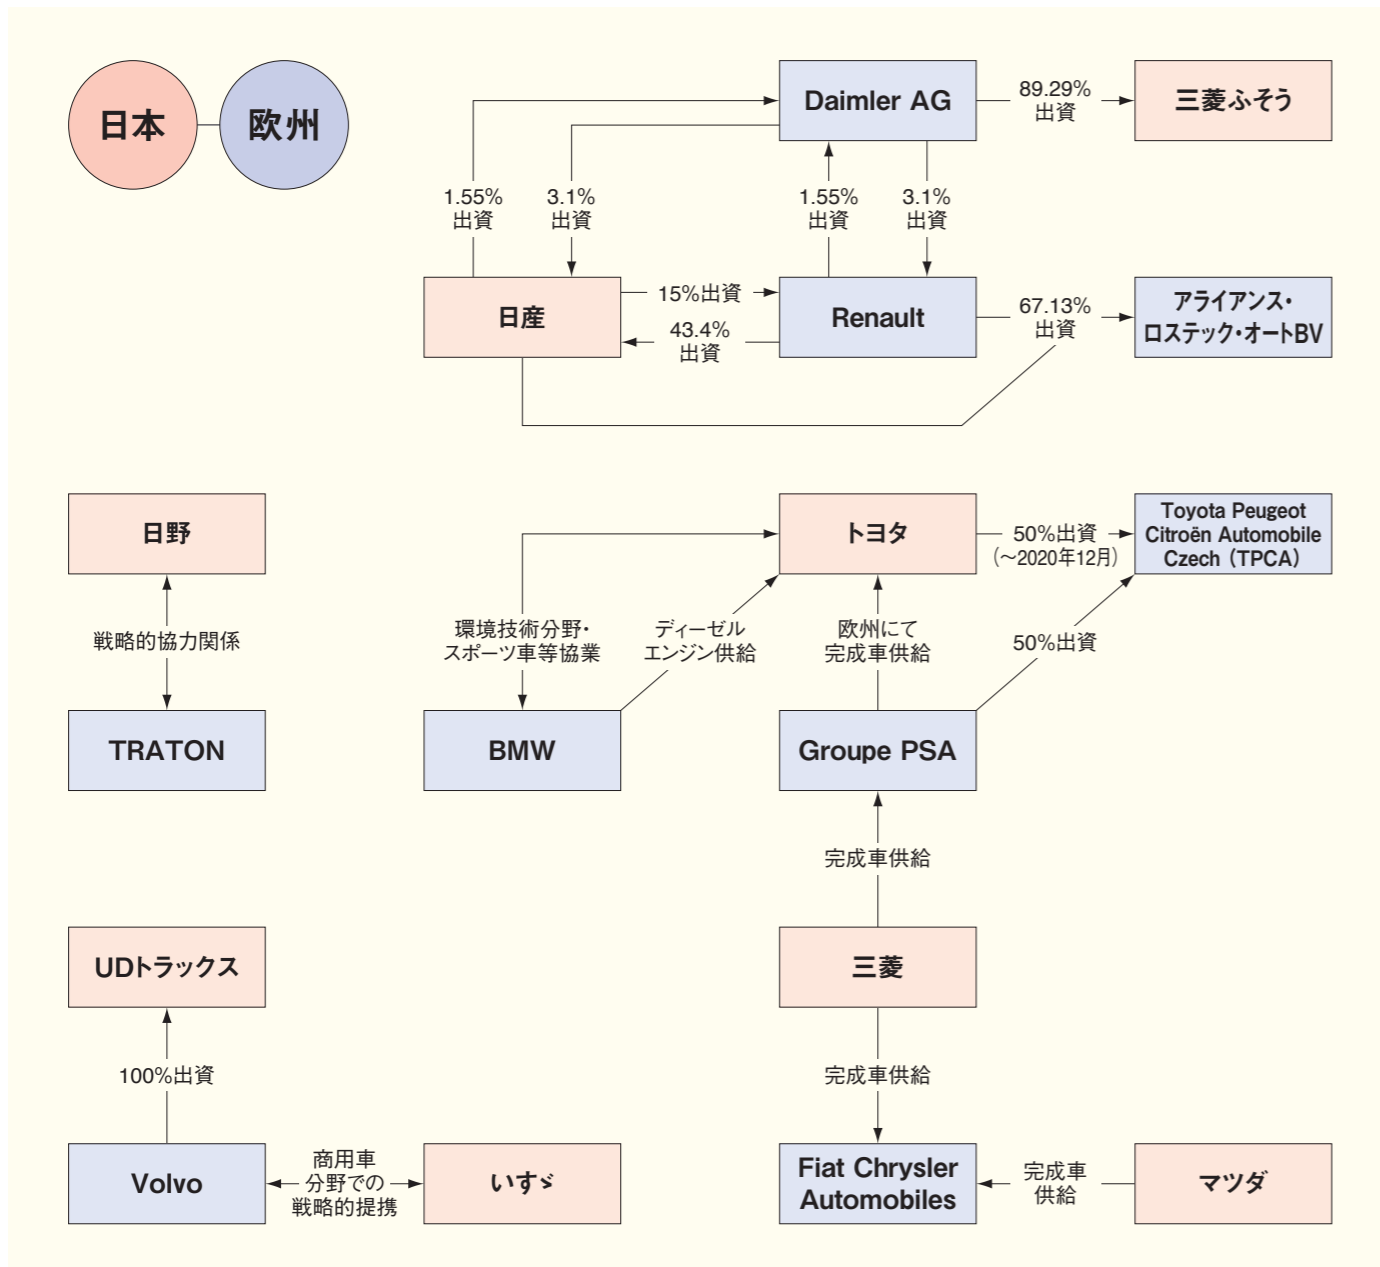 日本
欧州
Daimler AG
89.29%
出資
三菱ふそう
1.55%
出資
3.1%
出資
1.55%
出資
3.1%
出資
日産
15%出資
43.4%
出資
Renault
67.13%
出資
アライアンス・
ロステック・オートBV
日野
戦略的協力関係
TRATON
トヨタ
50%出資
(～2020年12月)
Toyota Peugeot
Citroën Automobile
Czech（TPCA）
環境技術分野・
スポーツ車等協業
ディーゼル
エンジン供給
欧州にて
完成車供給
50%出資
BMW
Groupe PSA
完成車供給
UDトラックス
三菱
100%出資
完成車供給
Volvo
商用車
分野での
戦略的提携
いすゞ
Fiat Chrysler
Automobiles
完成車
供給
マツダ